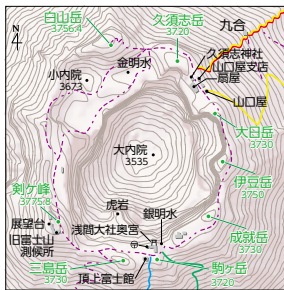 白山岳
3756.4
久須志岳
3720
九合
4
久須志神社
山口屋支店
扇屋
山口屋
金明水
小内院
3673
大日岳
3730
大内院
3535
伊豆岳
3750
剣ケ峰
3775.8
虎岩
銀明水
展望台
旧富士山
測候所
浅間大社奥宮
成就岳
3730
三島岳
3730
頂上富士館
駒ヶ岳
3720